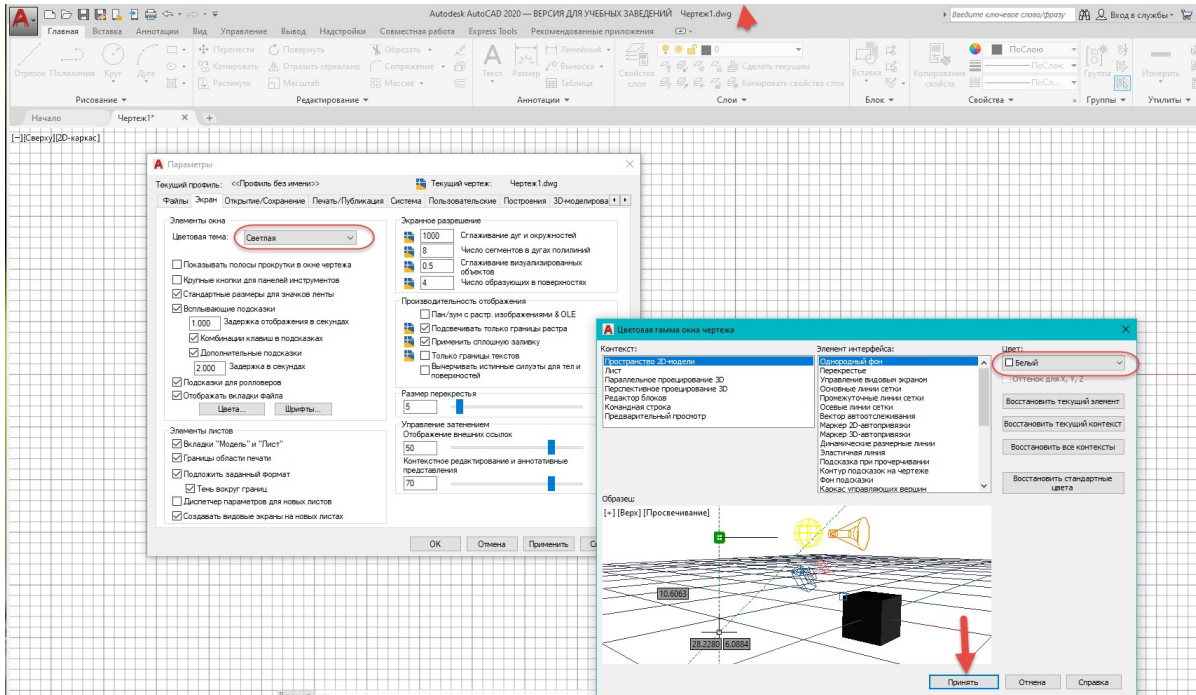 Autodesk AutoCAD 2020 — ВЕРСИЯ ДЛЯ УЧЕБНЫХ ЗАВЕДЕНИЙ Чертеж1.dwg
Введите ключевое слово/фразу
Вход в службы
Главная Вставка Аннотации Вид Управление Вывод Надстройки Совместная работа Express Tools Рекомендованные приложения
Отрезок Полилиния Круг Дуга
Перенести Повернуть Обрезать
Копировать Отразить зеркально Сопряжение
Растянуть Масштаб Массив
Текст Размер
Линейный
Выноска
Таблица
Свойства слоя
0
Сделать текущим
Копировать свойства слоя
Вставка
Копирование свойств
ПоСлою
ПоСлою
ПоСл...
Группа
Измерить
Рисование Редактирование Аннотации Слои Блок Свойства Группы Утилиты
Начало Чертеж1*
[−][Сверху][2D-каркас]
Параметры
Текущий профиль: <<Профиль без имени>> Текущий чертеж: Чертеж1.dwg
Файлы Экран Открытие/Сохранение Печать/Публикация Система Пользовательские Построения 3D-моделирова
Элементы окна
Цветовая тема: Светлая
Показывать полосы прокрутки в окне чертежа
Крупные кнопки для панелей инструментов
Стандартные размеры для значков ленты
Всплывающие подсказки
1.000 Задержка отображения в секундах
Комбинации клавиш в подсказках
Дополнительные подсказки
2.000 Задержка в секундах
Подсказки для ролловеров
Отображать вкладки файла
Цвета... Шрифты...
Элементы листов
Вкладки "Модель" и "Лист"
Границы области печати
Подложить заданный формат
Тень вокруг границ
Диспетчер параметров для новых листов
Создавать видовые экраны на новых листах
Экранное разрешение
1000 Сглаживание дуг и окружностей
8 Число сегментов в дугах полилиний
0.5 Сглаживание визуализированных
объектов
4 Число образующих в поверхностях
Производительность отображения
Пан/зум с растр. изображениями & OLE
Подсвечивать только границы растра
Применить сплошную заливку
Только границы текстов
Вычерчивать истинные силуэты для тел и
поверхностей
Размер перекрестья
5
Управление затенением
Отображение внешних ссылок
50
Контекстное редактирование и аннотативные
представления
70
OK Отмена Применить
Цветовая гамма окна чертежа
Контекст:
Пространство 2D-модели
Лист
Параллельное проецирование 3D
Перспективное проецирование 3D
Редактор блоков
Командная строка
Предварительный просмотр
Элемент интерфейса:
Однородный фон
Перекрестье
Управление видовым экраном
Основные линии сетки
Промежуточные линии сетки
Осевые линии сетки
Вектор автоотслеживания
Маркер 2D-автопривязки
Маркер 3D-автопривязки
Динамические размерные линии
Эластичная линия
Подсказка при прочерчивании
Контур подсказок на чертеже
Фон подсказки
Каркас управляющих вершин
Цвет:
Белый
Оттенок для X, Y, Z
Восстановить текущий элемент
Восстановить текущий контекст
Восстановить все контексты
Восстановить стандартные
цвета
Образец:
[+] [Верх] [Просвечивание]
10.6063
28.2280 6.0884
Принять Отмена Справка